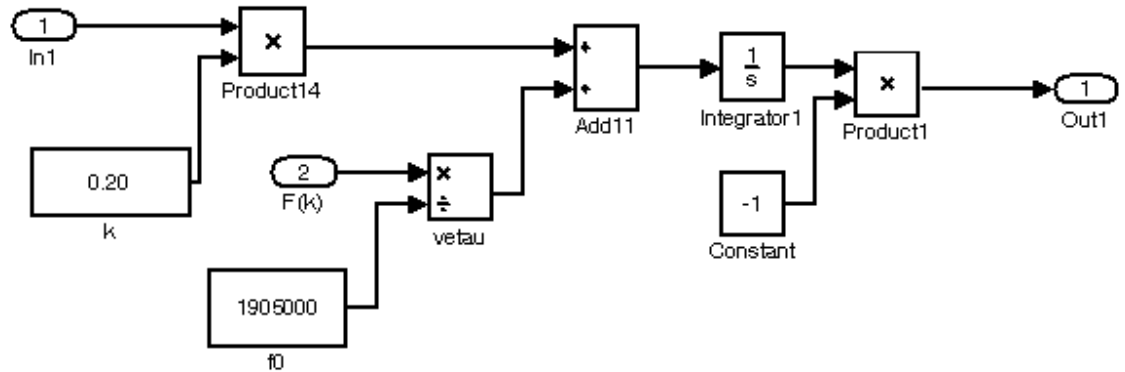 1
In1
×
Product14
0.20
k
2
F(k)
×
÷
vetau
1905000
f0
+
+
Add11
1
s
Integrator1
×
Product1
-1
Constant
1
Out1